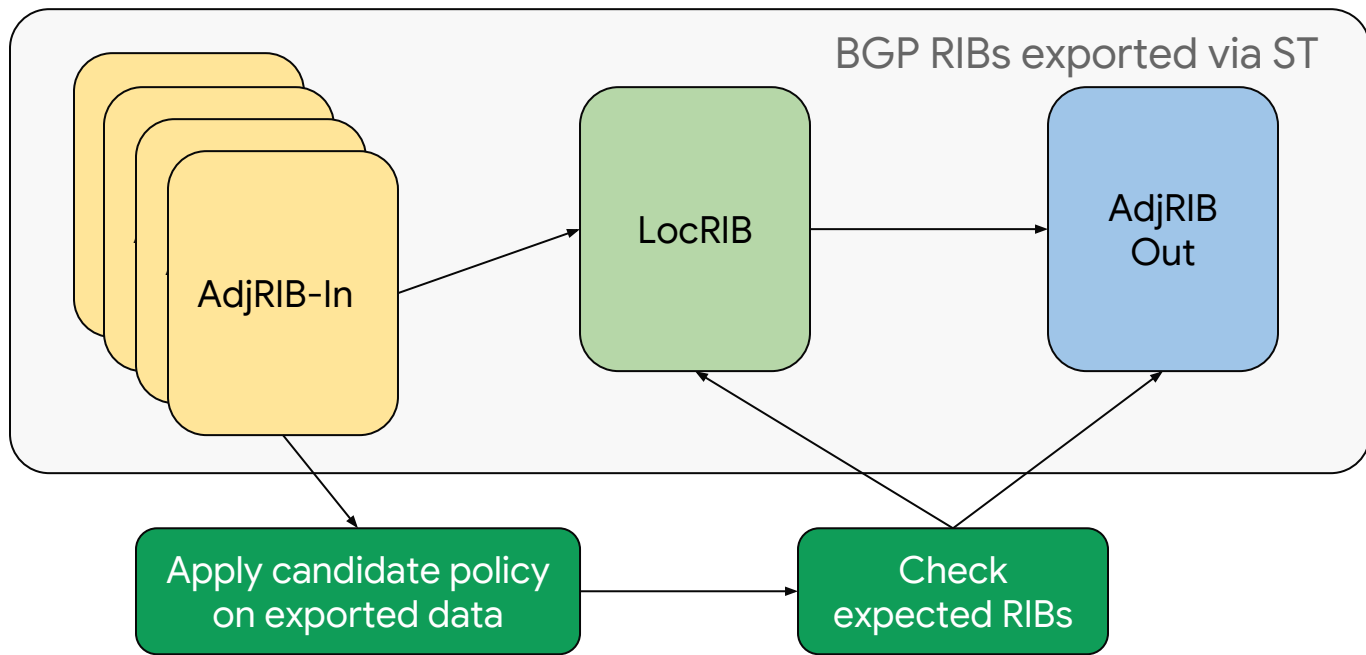 BGP RIBs exported via ST
AdjRIB-In
LocRIB
AdjRIB
Out
Apply candidate policy
on exported data
Check
expected RIBs